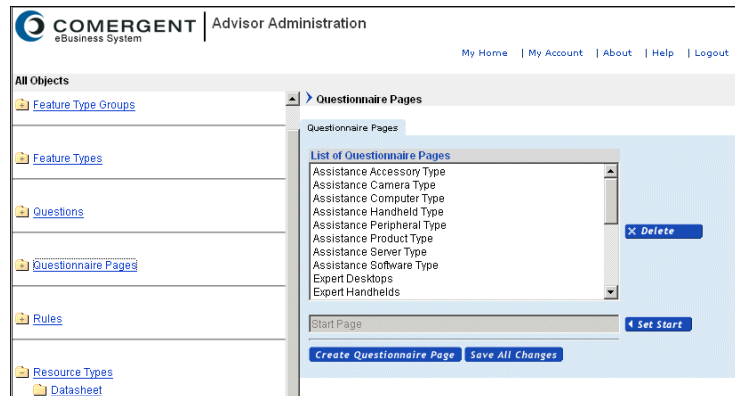 COMERGENT
eBusiness System
Advisor Administration
My Home | My Account | About | Help | Logout
All Objects
Feature Type Groups
Feature Types
Questions
Questionnaire Pages
Rules
Resource Types
Datasheet
Questionnaire Pages
Questionnaire Pages
List of Questionnaire Pages
Assistance Accessory Type
Assistance Camera Type
Assistance Computer Type
Assistance Handheld Type
Assistance Peripheral Type
Assistance Product Type
Assistance Server Type
Assistance Software Type
Expert Desktops
Expert Handhelds
X Delete
Start Page
Set Start
Create Questionnaire Page
Save All Changes